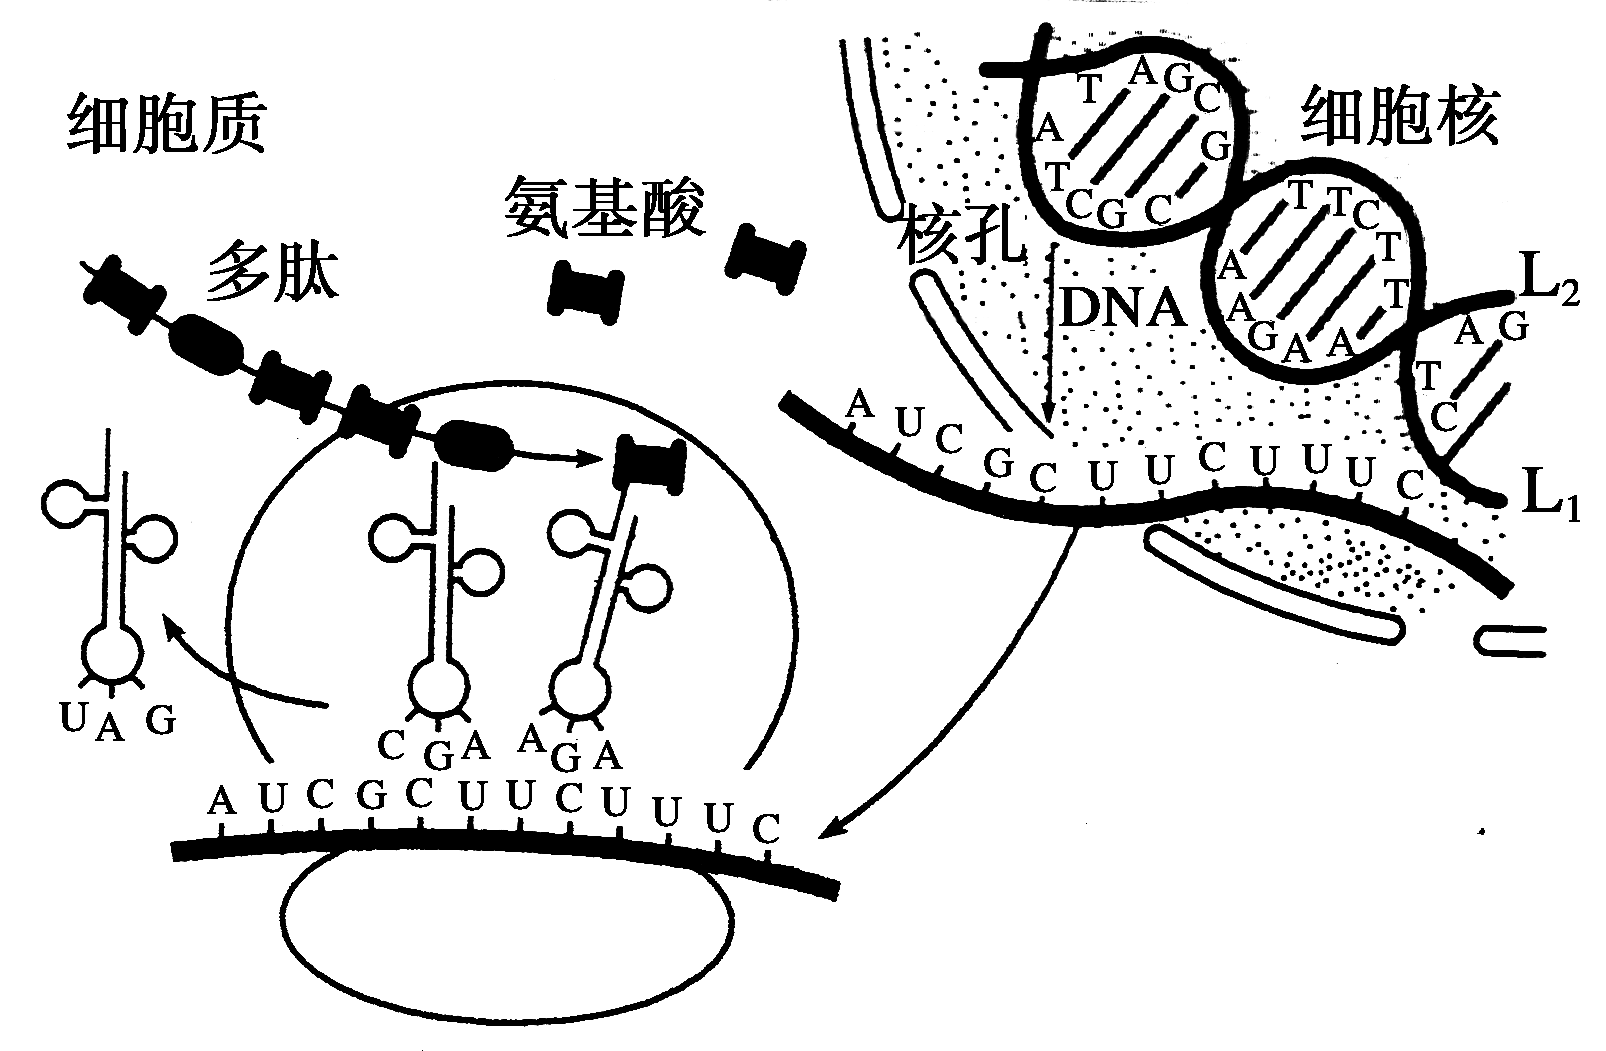 细胞质
细胞核
氨基酸
多肽
核孔
DNA
T A G C G
A T C G C
T T C T T
A A G A A
A G
T C
L2
L1
A U C G C U U C U U U C
U A G
C G A A G A
A U C G C U U C U U U C